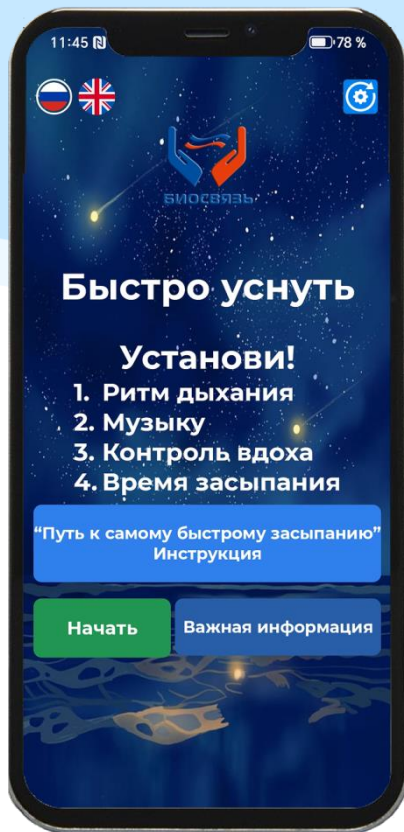 11:45
78 %
БИОСВЯЗЬ
Быстро уснуть
Установи!
1. Ритм дыхания
2. Музыку
3. Контроль вдоха
4. Время засыпания
“Путь к самому быстрому засыпанию”
Инструкция
Начать
Важная информация